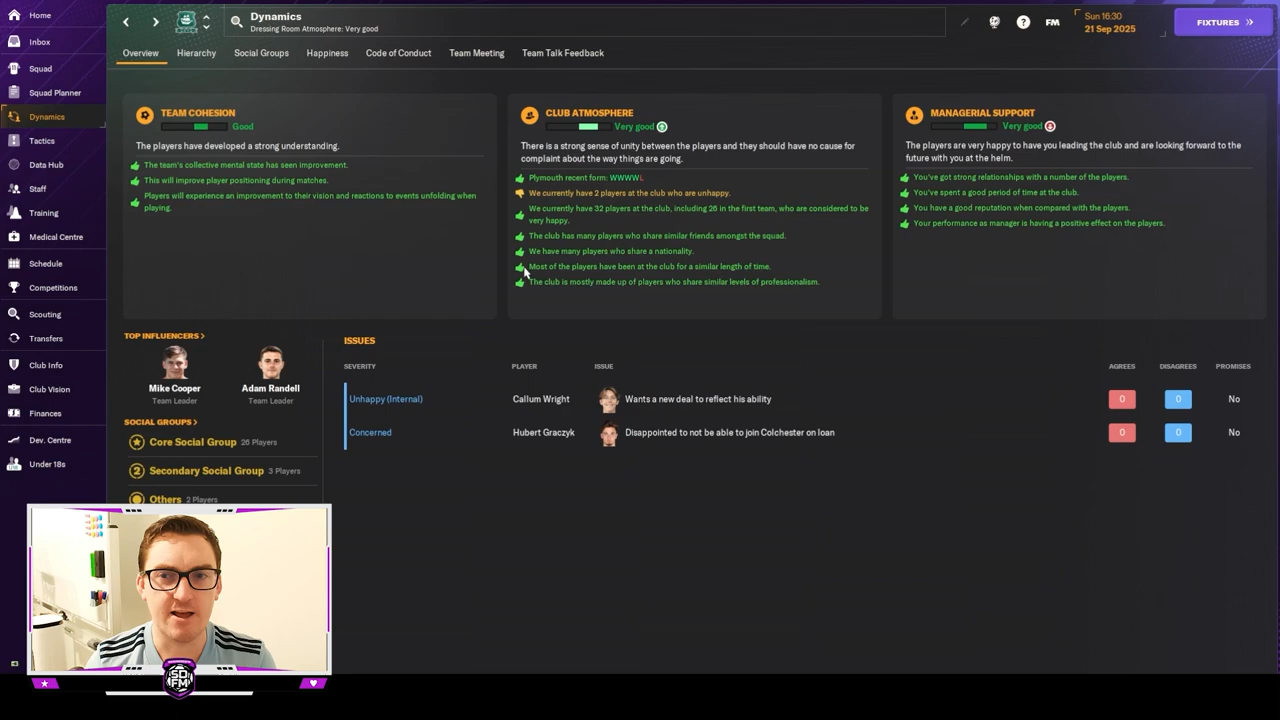 Home
Inbox
Squad
Squad Planner
Dynamics
Tactics
Data Hub
Staff
Training
Medical Centre
Schedule
Competitions
Scouting
Transfers
Club Info
Club Vision
Finances
Dev. Centre
Under 18s
Dynamics
Dressing Room Atmosphere: Very good
FM
Sun 16:30
21 Sep 2025
FIXTURES
Overview
Hierarchy
Social Groups
Happiness
Code of Conduct
Team Meeting
Team Talk Feedback
TEAM COHESION
Good
The players have developed a strong understanding.
The team's collective mental state has seen improvement.
This will improve player positioning during matches.
Players will experience an improvement to their vision and reactions to events unfolding when
playing.
CLUB ATMOSPHERE
Very good
There is a strong sense of unity between the players and they should have no cause for
complaint about the way things are going.
Plymouth recent form: WWWWL
We currently have 2 players at the club who are unhappy.
We currently have 32 players at the club, including 26 in the first team, who are considered to be
very happy.
The club has many players who share similar friends amongst the squad.
We have many players who share a nationality.
Most of the players have been at the club for a similar length of time.
The club is mostly made up of players who share similar levels of professionalism.
MANAGERIAL SUPPORT
Very good
The players are very happy to have you leading the club and are looking forward to the
future with you at the helm.
You've got strong relationships with a number of the players.
You've spent a good period of time at the club.
You have a good reputation when compared with the players.
Your performance as manager is having a positive effect on the players.
TOP INFLUENCERS >
Mike Cooper
Team Leader
Adam Randell
Team Leader
SOCIAL GROUPS >
Core Social Group 26 Players
2 Secondary Social Group 3 Players
Others 2 Players
ISSUES
SEVERITY PLAYER ISSUE AGREES DISAGREES PROMISES
Unhappy (Internal) Callum Wright Wants a new deal to reflect his ability 0 0 No
Concerned Hubert Graczyk Disappointed to not be able to join Colchester on loan 0 0 No
SD
FM